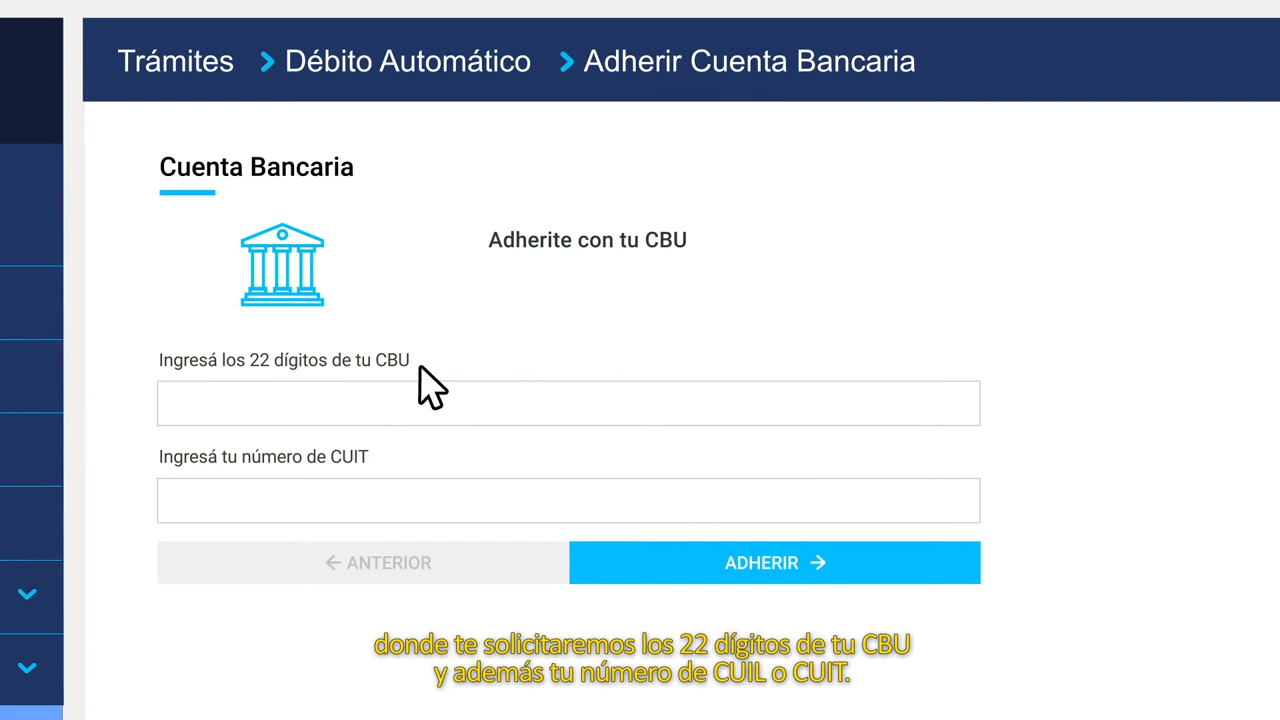 Trámites > Débito Automático > Adherir Cuenta Bancaria
Cuenta Bancaria
Adherite con tu CBU
Ingresá los 22 dígitos de tu CBU
Ingresá tu número de CUIT
← ANTERIOR
ADHERIR →
donde te solicitaremos los 22 dígitos de tu CBU
y además tu número de CUIL o CUIT.